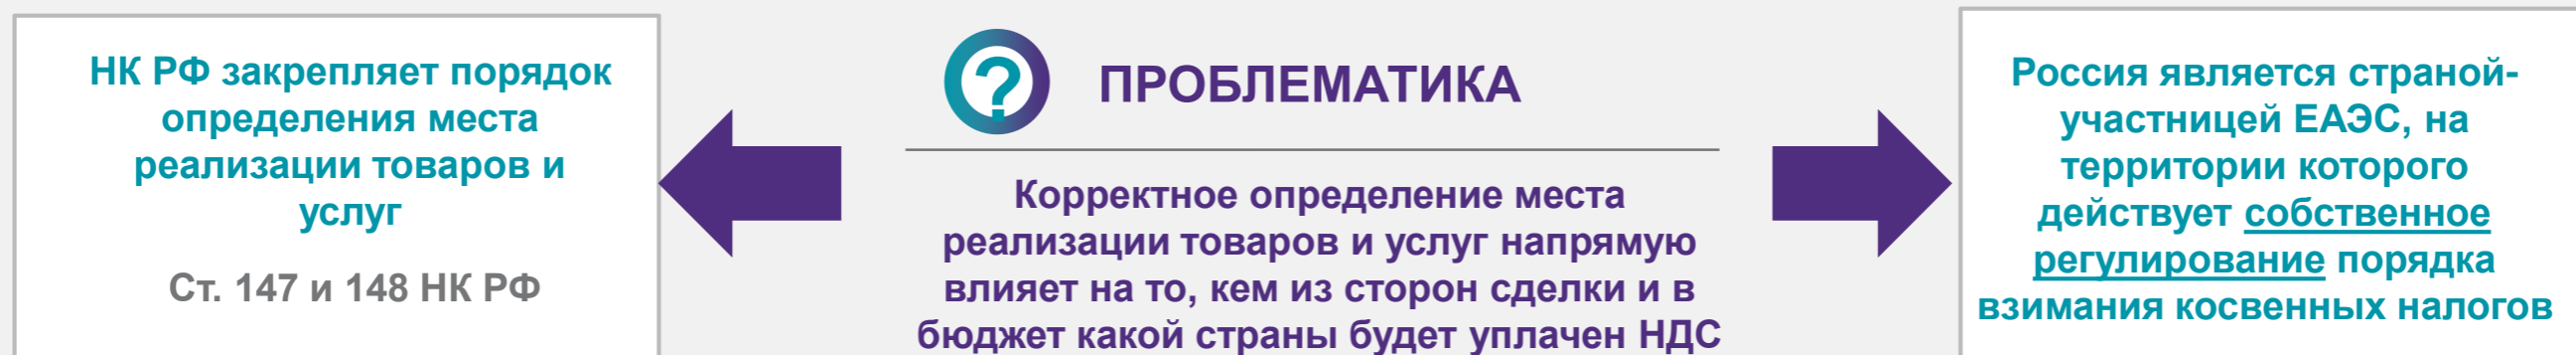 НК РФ закрепляет порядок
определения места
реализации товаров и
услуг
Ст. 147 и 148 НК РФ
?
ПРОБЛЕМАТИКА
Корректное определение места
реализации товаров и услуг напрямую
влияет на то, кем из сторон сделки и в
бюджет какой страны будет уплачен НДС
Россия является страной-
участницей ЕАЭС, на
территории которого
действует собственное
регулирование порядка
взимания косвенных налогов